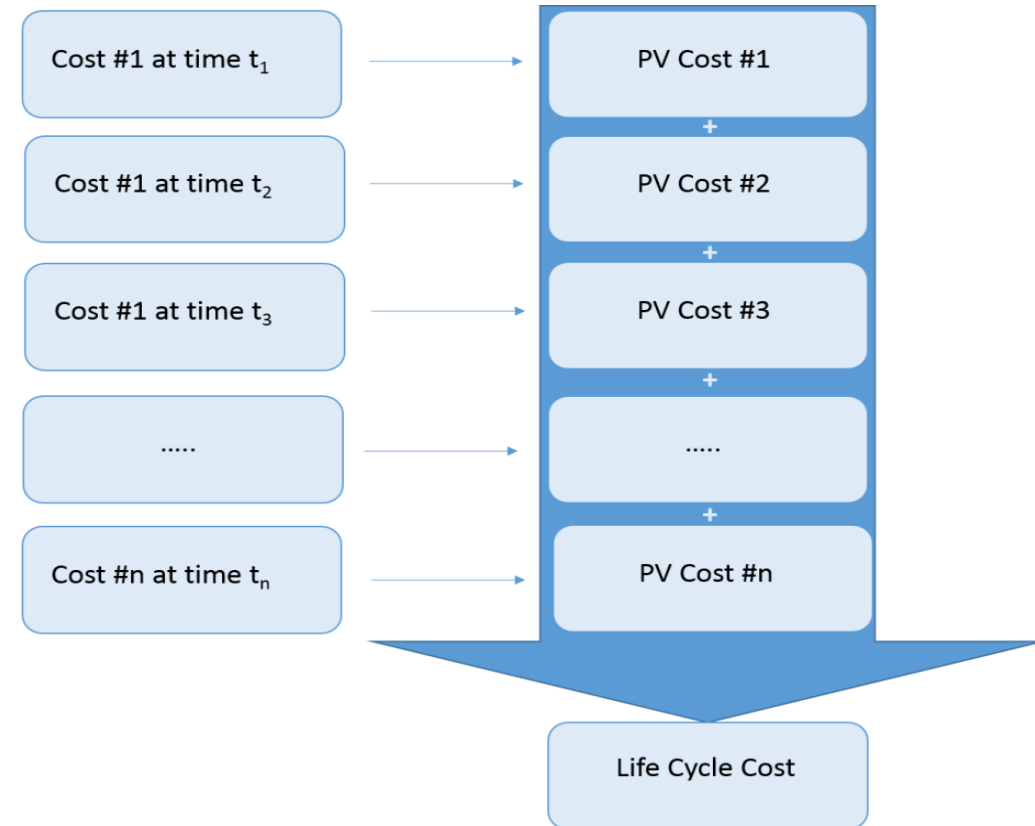 Cost #1 at time t₁
PV Cost #1
+
Cost #1 at time t₂
PV Cost #2
+
Cost #1 at time t₃
PV Cost #3
+
.....
.....
+
Cost #n at time tₙ
PV Cost #n
Life Cycle Cost